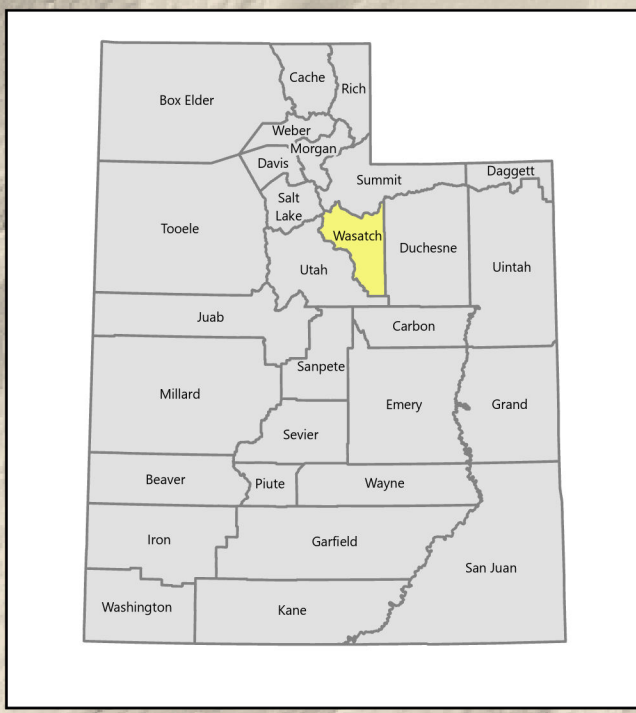 Cache
Rich
Box Elder
Weber
Morgan
Davis
Daggett
Summit
Salt
Lake
Tooele
Wasatch
Duchesne
Uintah
Utah
Juab
Carbon
Sanpete
Millard
Emery
Grand
Sevier
Beaver
Piute
Wayne
Iron
Garfield
San Juan
Washington
Kane